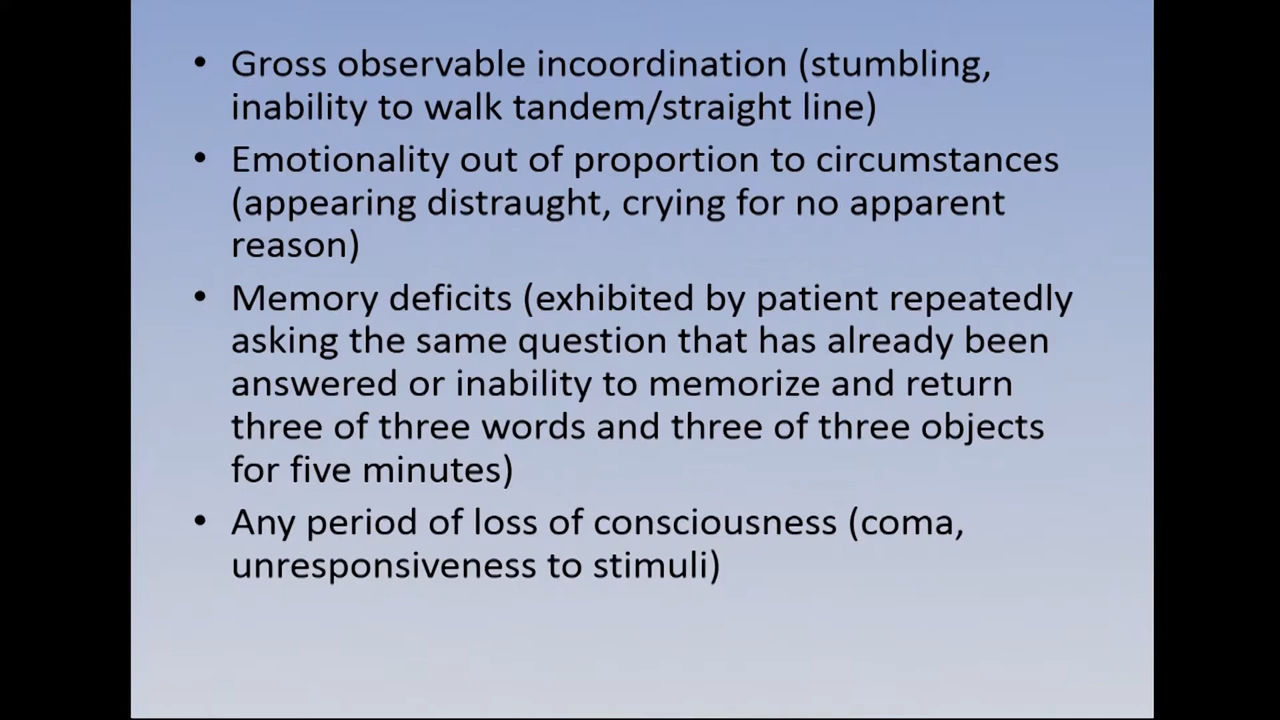 • Gross observable incoordination (stumbling,
inability to walk tandem/straight line)
• Emotionality out of proportion to circumstances
(appearing distraught, crying for no apparent
reason)
• Memory deficits (exhibited by patient repeatedly
asking the same question that has already been
answered or inability to memorize and return
three of three words and three of three objects
for five minutes)
• Any period of loss of consciousness (coma,
unresponsiveness to stimuli)